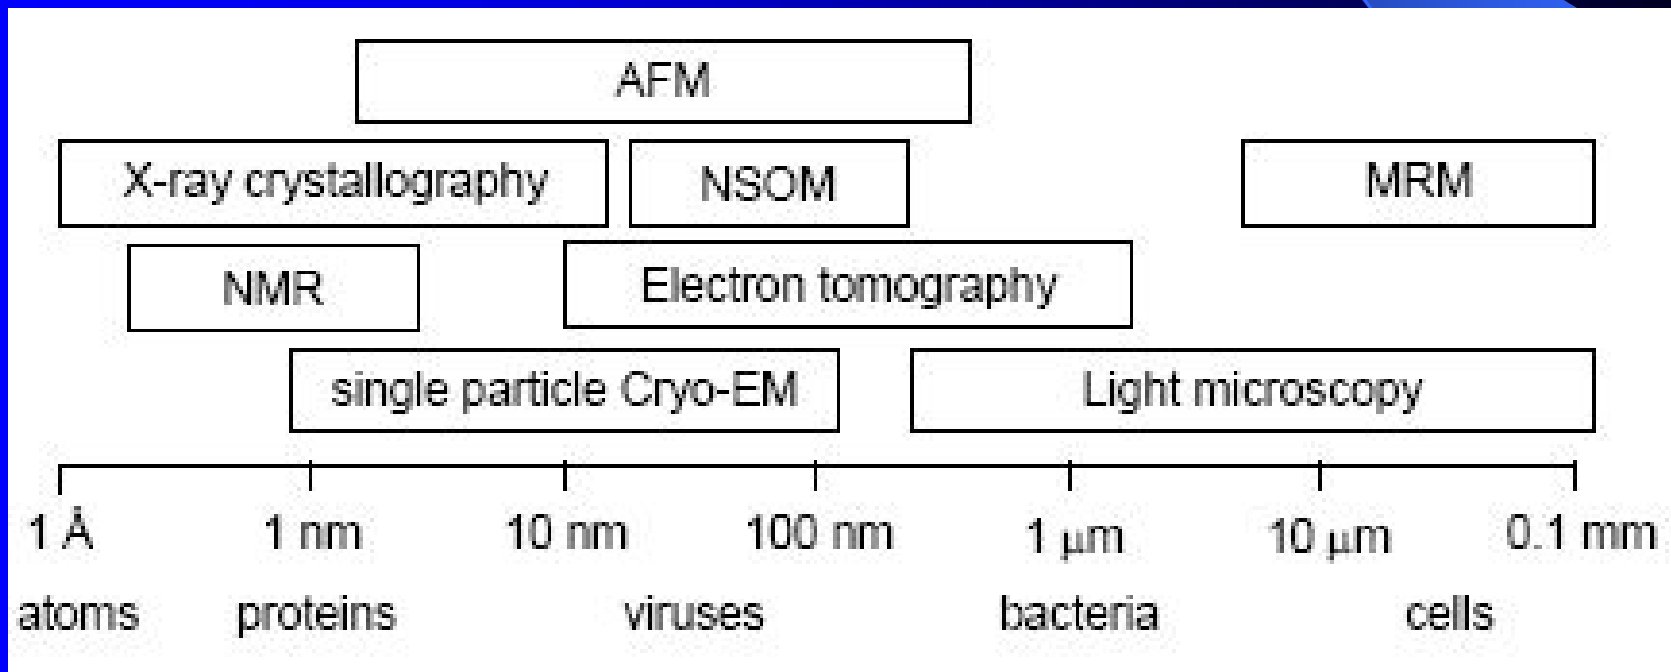 AFM
X-ray crystallography NSOM MRM
NMR Electron tomography
single particle Cryo-EM Light microscopy
1 Å 1 nm 10 nm 100 nm 1 μm 10 μm 0.1 mm
atoms proteins viruses bacteria cells